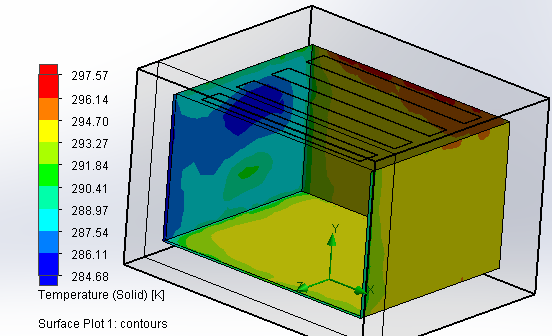 297.57
296.14
294.70
293.27
291.84
290.41
288.97
287.54
286.11
284.68
Temperature (Solid) [K]
Surface Plot 1: contours
Y
Z
X